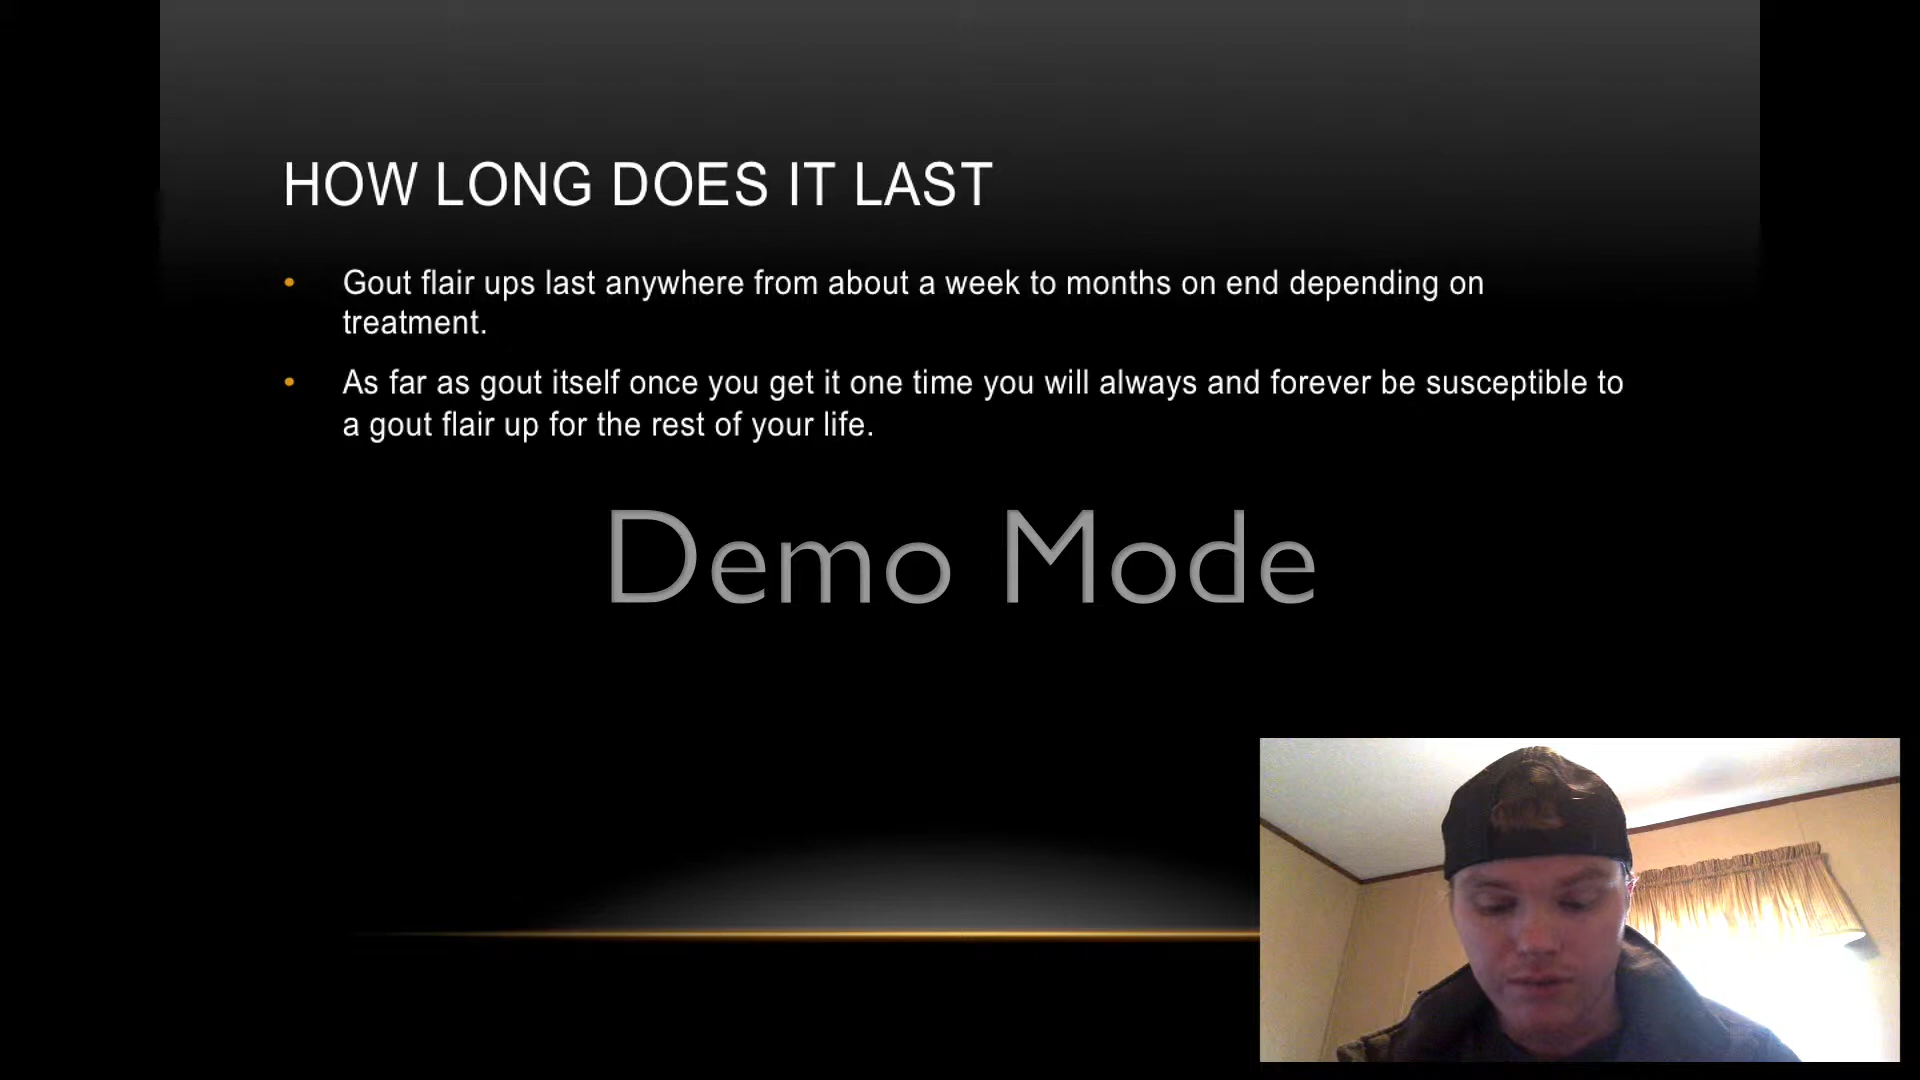 HOW LONG DOES IT LAST
• Gout flair ups last anywhere from about a week to months on end depending on
treatment.
• As far as gout itself once you get it one time you will always and forever be susceptible to
a gout flair up for the rest of your life.
Demo Mode